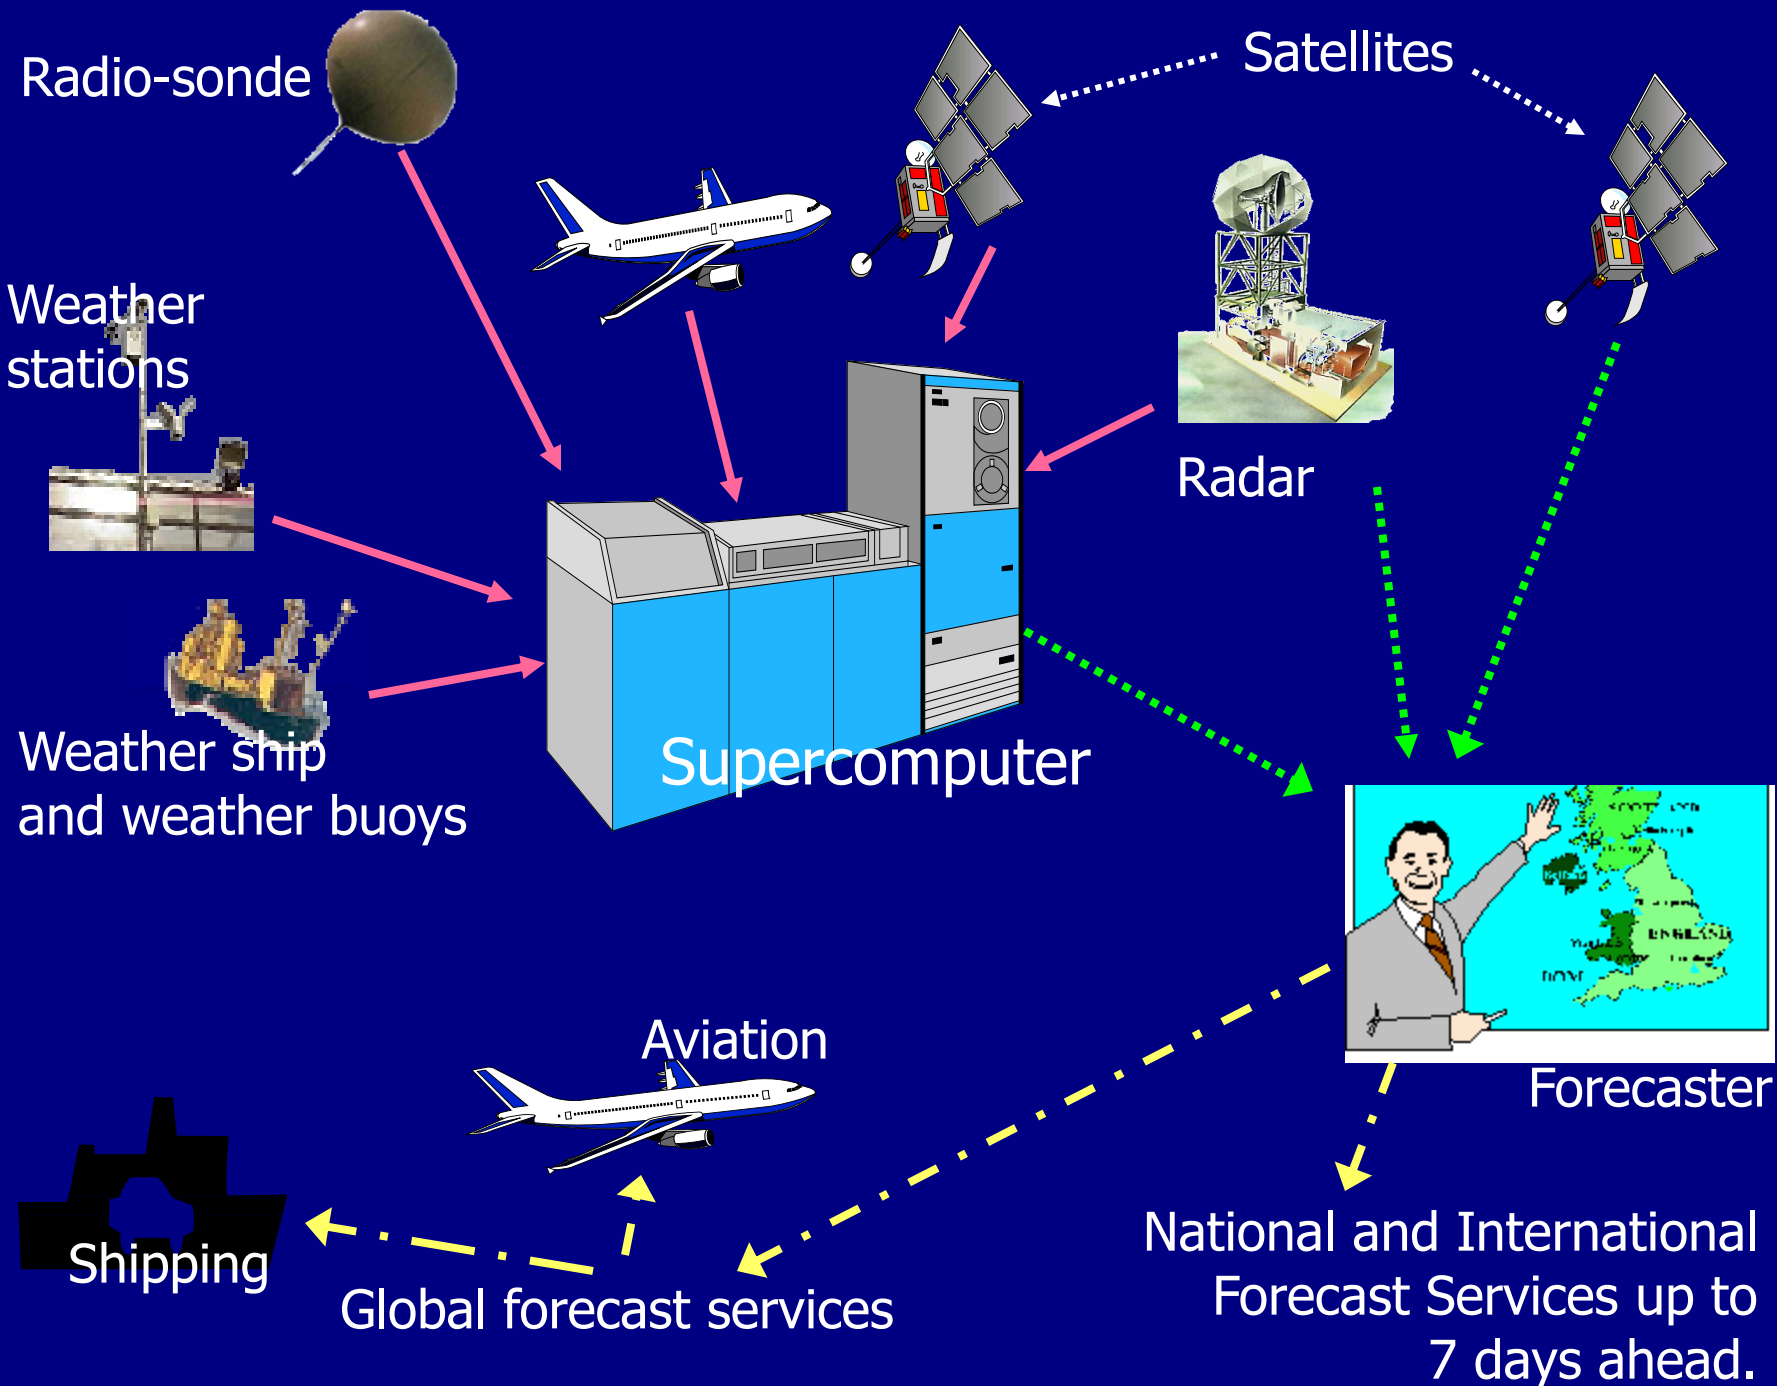 Radio-sonde
Satellites
Weather
stations
Radar
Weather ship
and weather buoys
Supercomputer
ENGLAND
Aviation
Forecaster
Shipping
Global forecast services
National and International
Forecast Services up to
7 days ahead.